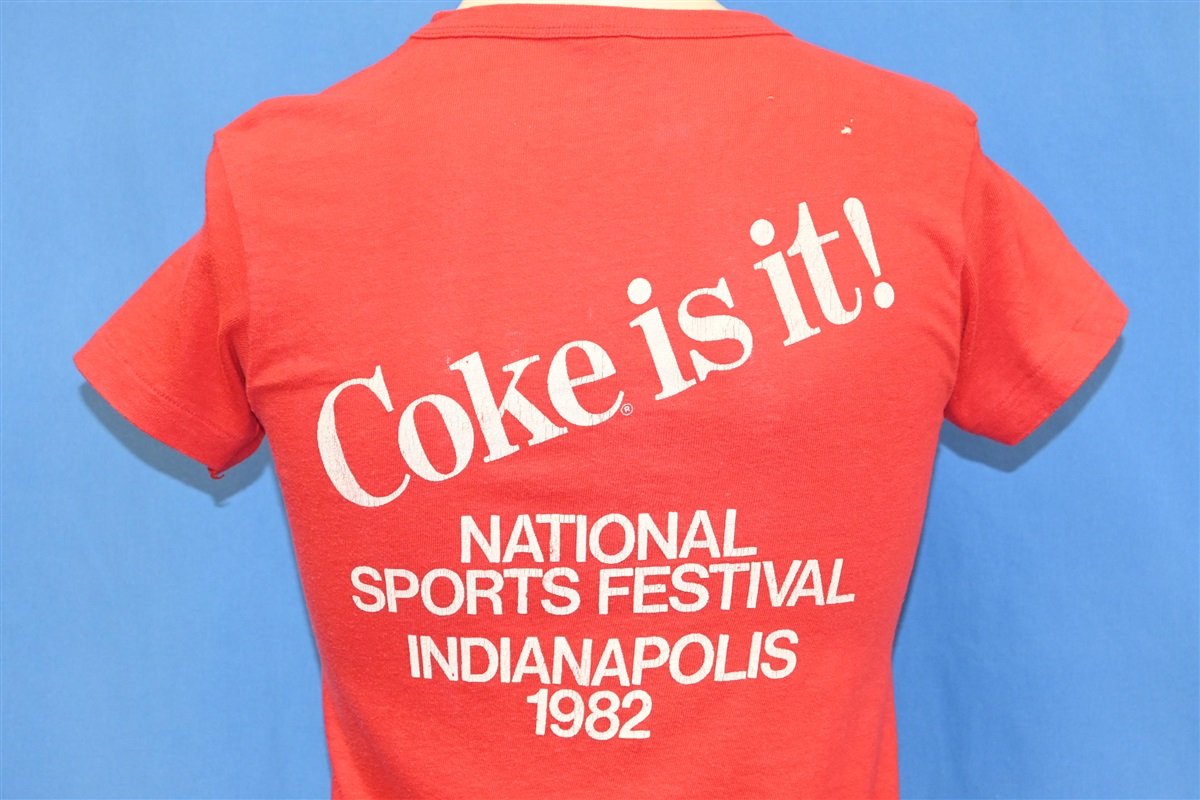 Coke® is it!
NATIONAL
SPORTS FESTIVAL
INDIANAPOLIS
1982